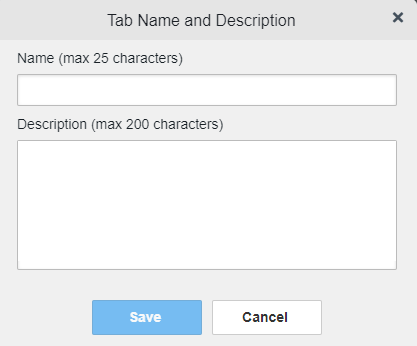 Tab Name and Description
Name (max 25 characters)
Description (max 200 characters)
Save Cancel